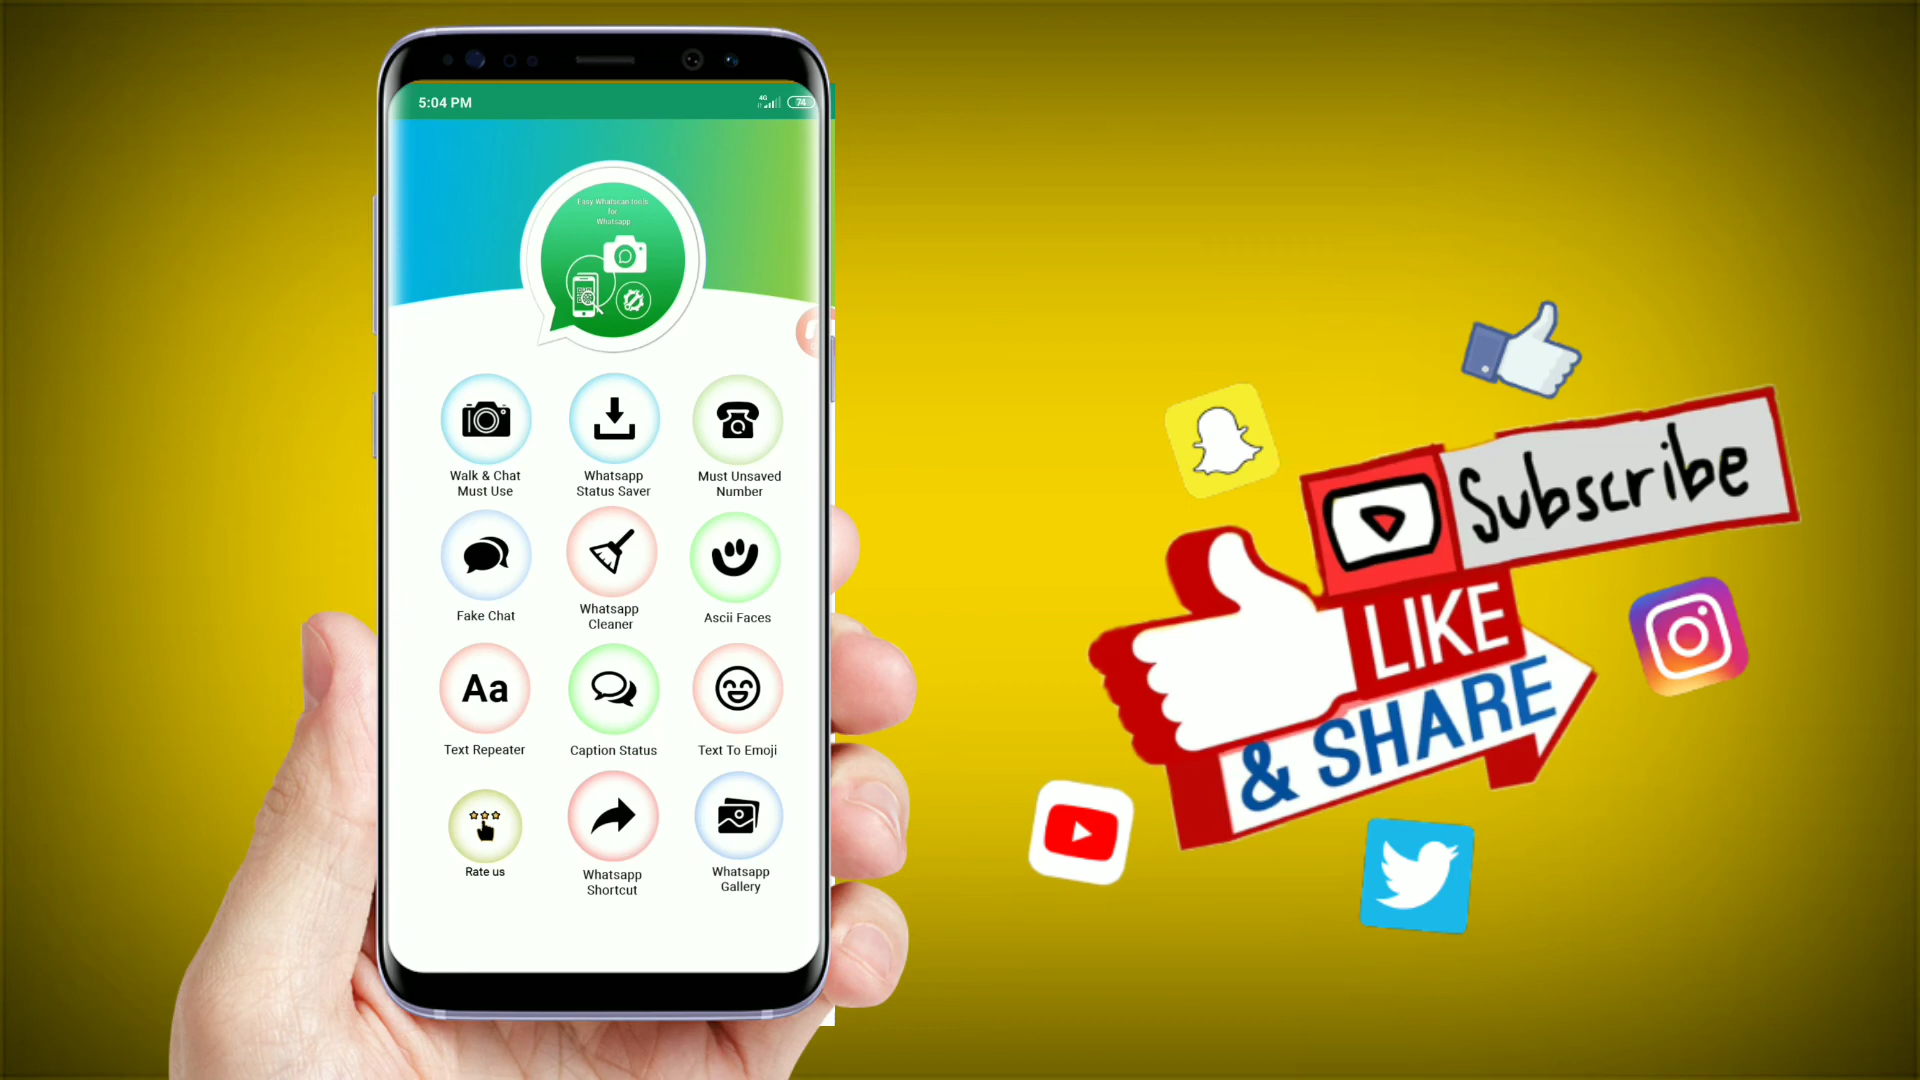 5:04 PM
4G
74
Easy Whatscan tools
for
Whatsapp
Walk & Chat
Must Use
Whatsapp
Status Saver
Must Unsaved
Number
Fake Chat
Whatsapp
Cleaner
Ascii Faces
Aa
Text Repeater
Caption Status
Text To Emoji
Rate us
Whatsapp
Shortcut
Whatsapp
Gallery
Subscribe
LIKE
& SHARE